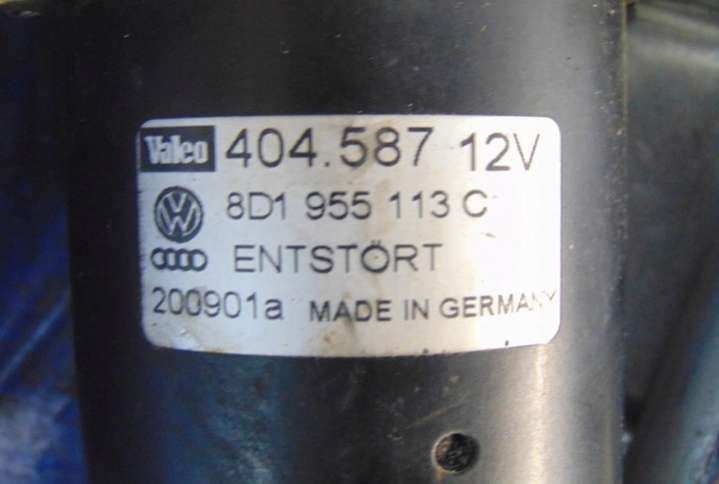 Valeo 404.587 12V
8D1 955 113 C
ENTSTÖRT
200901a MADE IN GERMANY